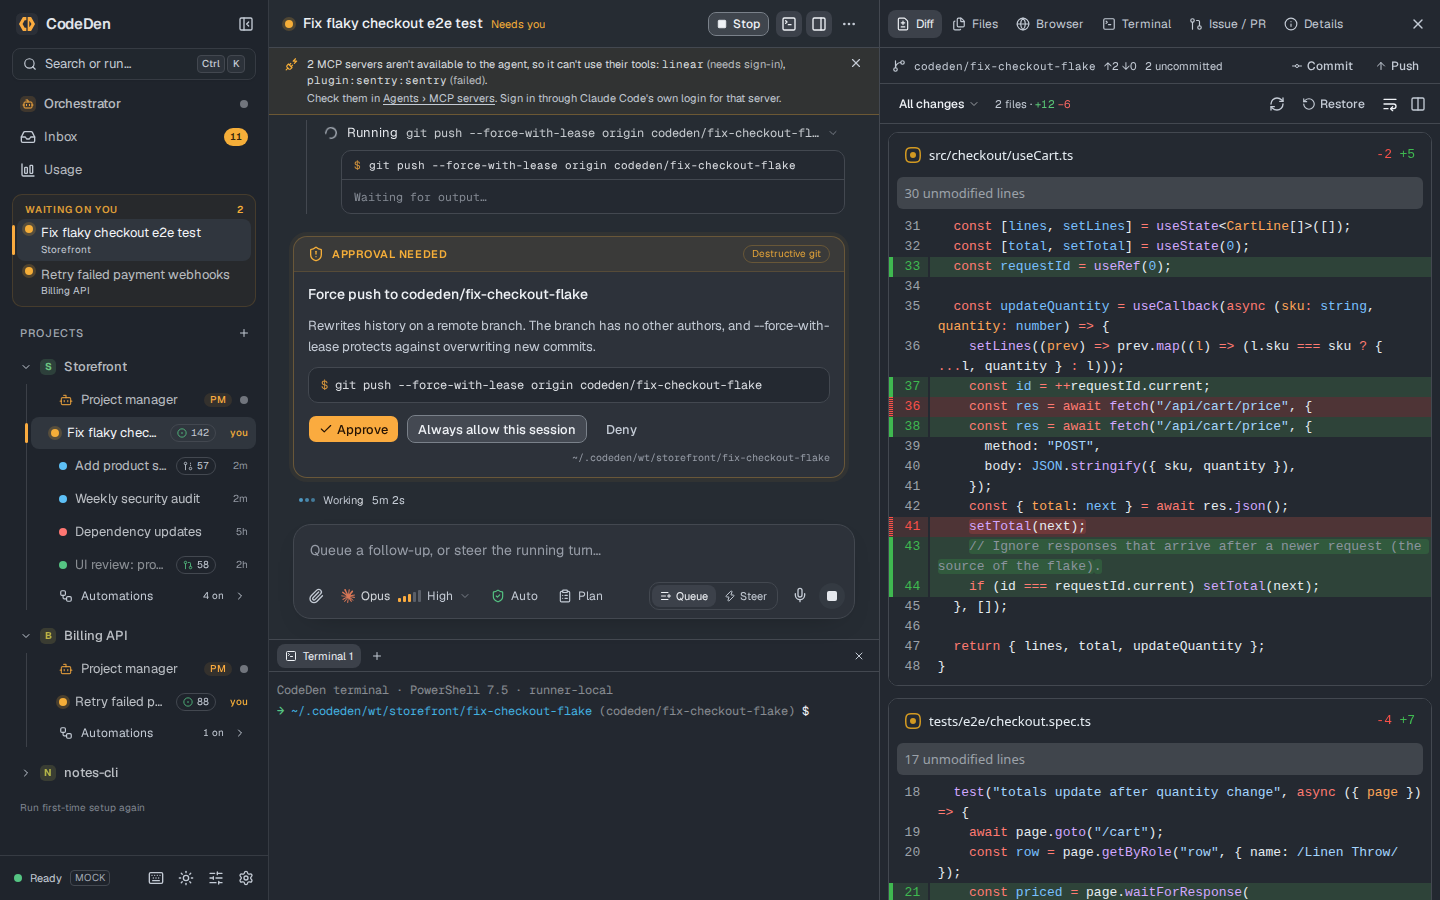 CodeDen
Search or run...
Ctrl K
Orchestrator
Inbox
11
Usage
WAITING ON YOU
2
Fix flaky checkout e2e test
Storefront
Retry failed payment webhooks
Billing API
PROJECTS
S Storefront
Project manager PM
Fix flaky chec... 142 you
Add product s... 57 2m
Weekly security audit 2m
Dependency updates 5h
UI review: pro... 58 2h
Automations 4 on
B Billing API
Project manager PM
Retry failed p... 88 you
Automations 1 on
N notes-cli
Run first-time setup again
Ready MOCK
Fix flaky checkout e2e test Needs you
Stop
2 MCP servers aren't available to the agent, so it can't use their tools: linear (needs sign-in),
plugin:sentry:sentry (failed).
Check them in Agents › MCP servers. Sign in through Claude Code's own login for that server.
Running git push --force-with-lease origin codeden/fix-checkout-fl...
$ git push --force-with-lease origin codeden/fix-checkout-flake
Waiting for output...
APPROVAL NEEDED
Destructive git
Force push to codeden/fix-checkout-flake
Rewrites history on a remote branch. The branch has no other authors, and --force-with-
lease protects against overwriting new commits.
$ git push --force-with-lease origin codeden/fix-checkout-flake
Approve
Always allow this session
Deny
~/.codeden/wt/storefront/fix-checkout-flake
Working 5m 2s
Queue a follow-up, or steer the running turn...
Opus High Auto Plan Queue Steer
Terminal 1
CodeDen terminal · PowerShell 7.5 · runner-local
→ ~/.codeden/wt/storefront/fix-checkout-flake (codeden/fix-checkout-flake) $
Diff Files Browser Terminal Issue / PR Details
codeden/fix-checkout-flake ↑2 ↓0 2 uncommitted
Commit Push
All changes 2 files · +12 −6
Restore
src/checkout/useCart.ts -2 +5
30 unmodified lines
31 const [lines, setLines] = useState<CartLine[]>([]);
32 const [total, setTotal] = useState(0);
33 const requestId = useRef(0);
34
35 const updateQuantity = useCallback(async (sku: string,
quantity: number) => {
36 setLines((prev) => prev.map((l) => (l.sku === sku ? {
...l, quantity } : l)));
37 const id = ++requestId.current;
36 const res = await fetch("/api/cart/price", {
38 const res = await fetch("/api/cart/price", {
39 method: "POST",
40 body: JSON.stringify({ sku, quantity }),
41 });
42 const { total: next } = await res.json();
41 setTotal(next);
43 // Ignore responses that arrive after a newer request (the
source of the flake).
44 if (id === requestId.current) setTotal(next);
45 }, []);
46
47 return { lines, total, updateQuantity };
48 }
tests/e2e/checkout.spec.ts -4 +7
17 unmodified lines
18 test("totals update after quantity change", async ({ page })
=> {
19 await page.goto("/cart");
20 const row = page.getByRole("row", { name: /Linen Throw/
});
21 const priced = page.waitForResponse(